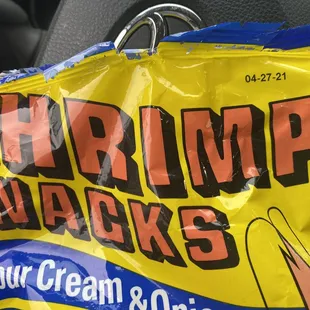 04-27-21
HRIMP
NACKS
our Cream & Oni